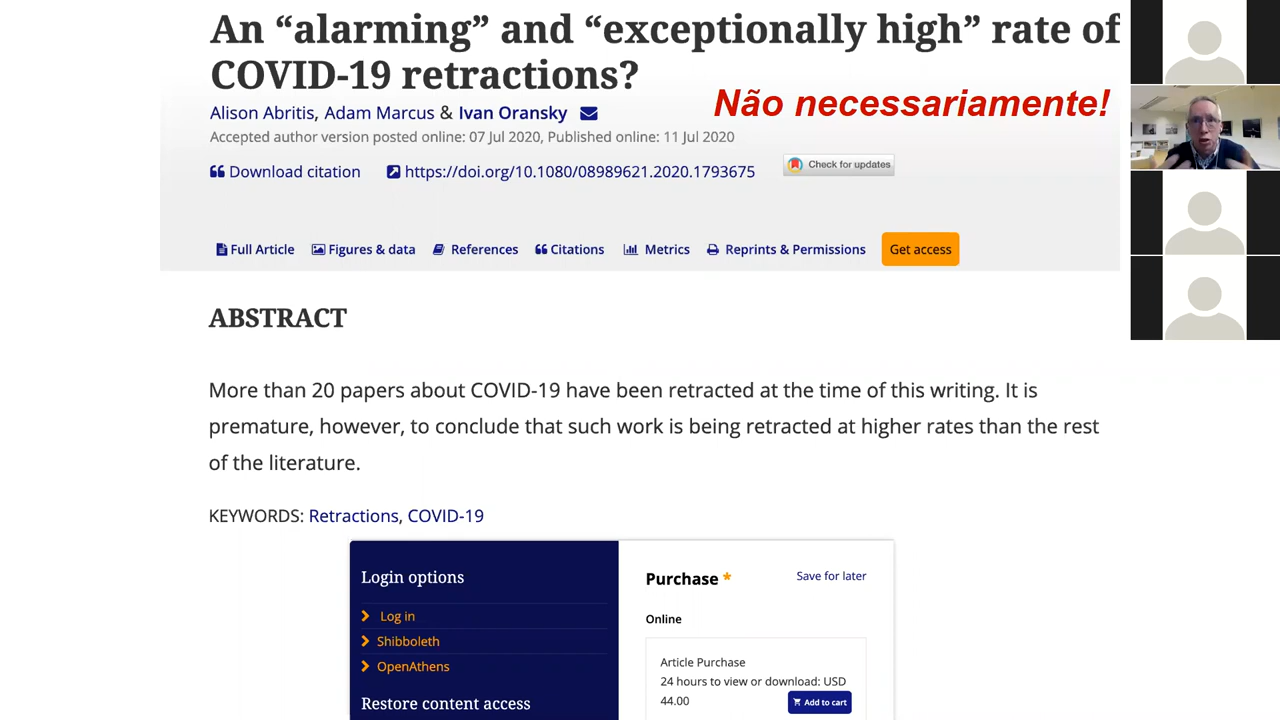 An “alarming” and “exceptionally high” rate of
COVID-19 retractions?
Não necessariamente!
Alison Abritis, Adam Marcus & Ivan Oransky
Accepted author version posted online: 07 Jul 2020, Published online: 11 Jul 2020
Download citation https://doi.org/10.1080/08989621.2020.1793675 Check for updates
Full Article Figures & data References Citations Metrics Reprints & Permissions Get access
ABSTRACT
More than 20 papers about COVID-19 have been retracted at the time of this writing. It is
premature, however, to conclude that such work is being retracted at higher rates than the rest
of the literature.
KEYWORDS: Retractions, COVID-19
Login options
Log in
Shibboleth
OpenAthens
Restore content access
Purchase * Save for later
Online
Article Purchase
24 hours to view or download: USD
44.00 Add to cart